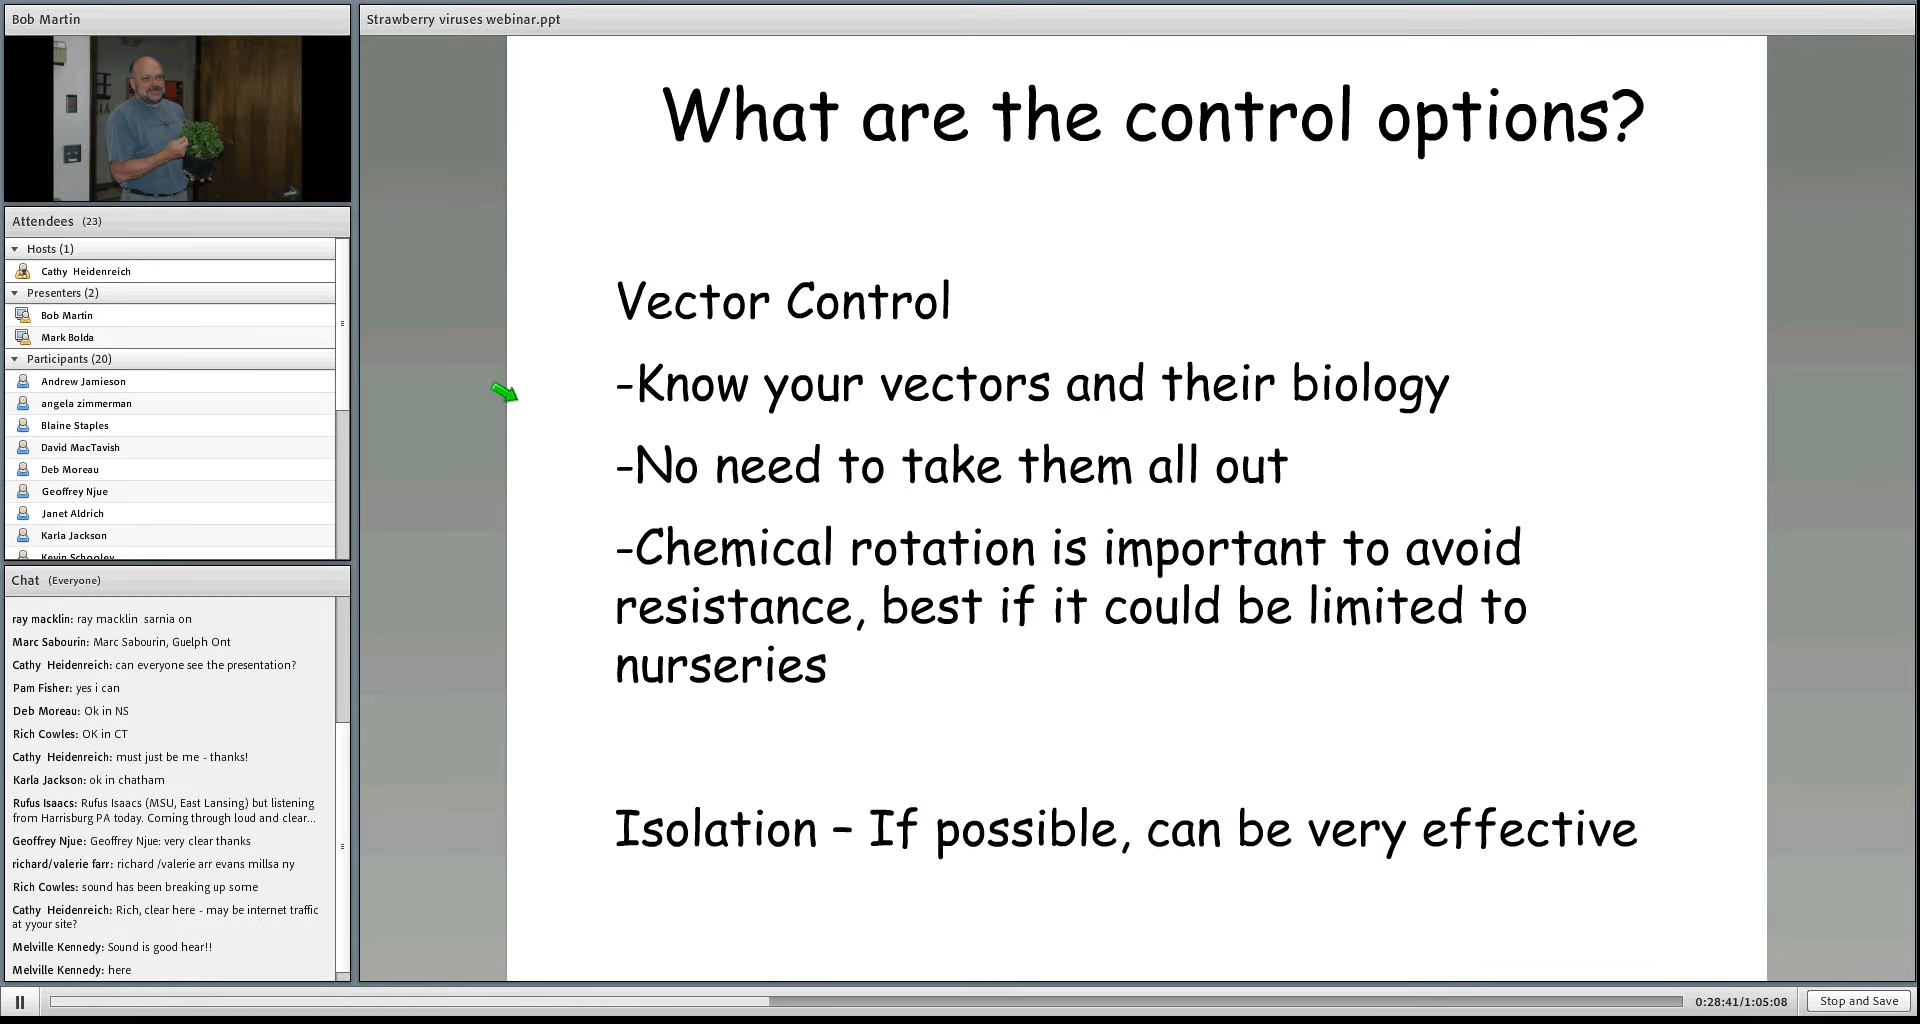 Bob Martin
Attendees (23)
Hosts (1)
Cathy Heidenreich
Presenters (2)
Bob Martin
Mark Bolda
Participants (20)
Andrew Jamieson
angela zimmerman
Blaine Staples
David MacTavish
Deb Moreau
Geoffrey Njue
Janet Aldrich
Karla Jackson
Kevin Schooley
Chat (Everyone)
ray macklin: ray macklin sarnia on
Marc Sabourin: Marc Sabourin, Guelph Ont
Cathy Heidenreich: can everyone see the presentation?
Pam Fisher: yes i can
Deb Moreau: Ok in NS
Rich Cowles: OK in CT
Cathy Heidenreich: must just be me - thanks!
Karla Jackson: ok in chatham
Rufus Isaacs: Rufus Isaacs (MSU, East Lansing) but listening
from Harrisburg PA today. Coming through loud and clear...
Geoffrey Njue: Geoffrey Njue: very clear thanks
richard/valerie farr: richard /valerie arr evans millsa ny
Rich Cowles: sound has been breaking up some
Cathy Heidenreich: Rich, clear here - may be internet traffic
at yyour site?
Melville Kennedy: Sound is good hear!!
Melville Kennedy: here
Strawberry viruses webinar.ppt
What are the control options?
Vector Control
-Know your vectors and their biology
-No need to take them all out
-Chemical rotation is important to avoid
resistance, best if it could be limited to
nurseries
Isolation – If possible, can be very effective
0:28:41/1:05:08
Stop and Save